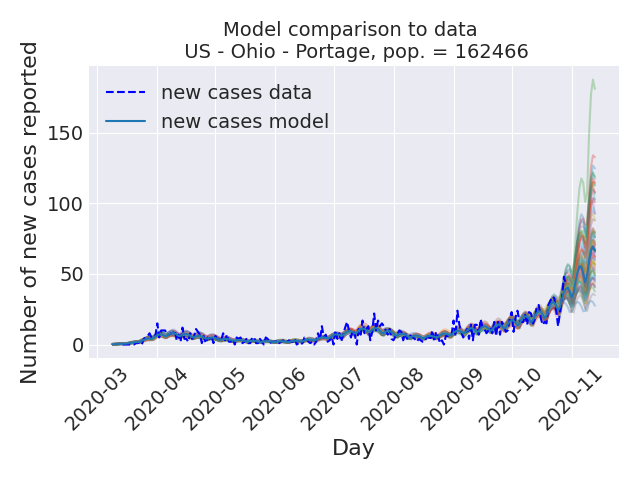 Model comparison to data
US - Ohio - Portage, pop. = 162466
Number of new cases reported
new cases data
new cases model
150
100
50
0
2020-03
2020-04
2020-05
2020-06
2020-07
2020-08
2020-09
2020-10
2020-11
Day